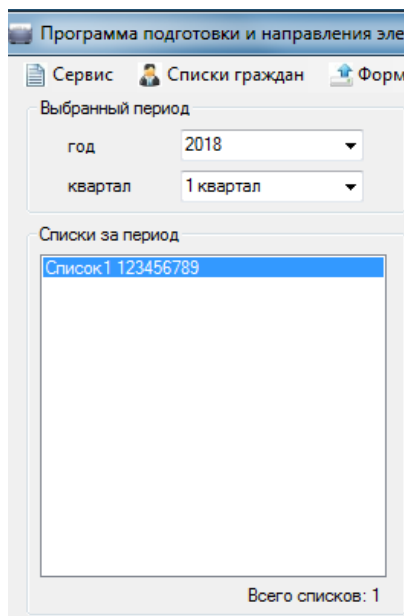 Программа подготовки и направления эле
Сервис Списки граждан Форм
Выбранный период
год 2018
квартал 1 квартал
Списки за период
Список1 123456789
Всего списков: 1